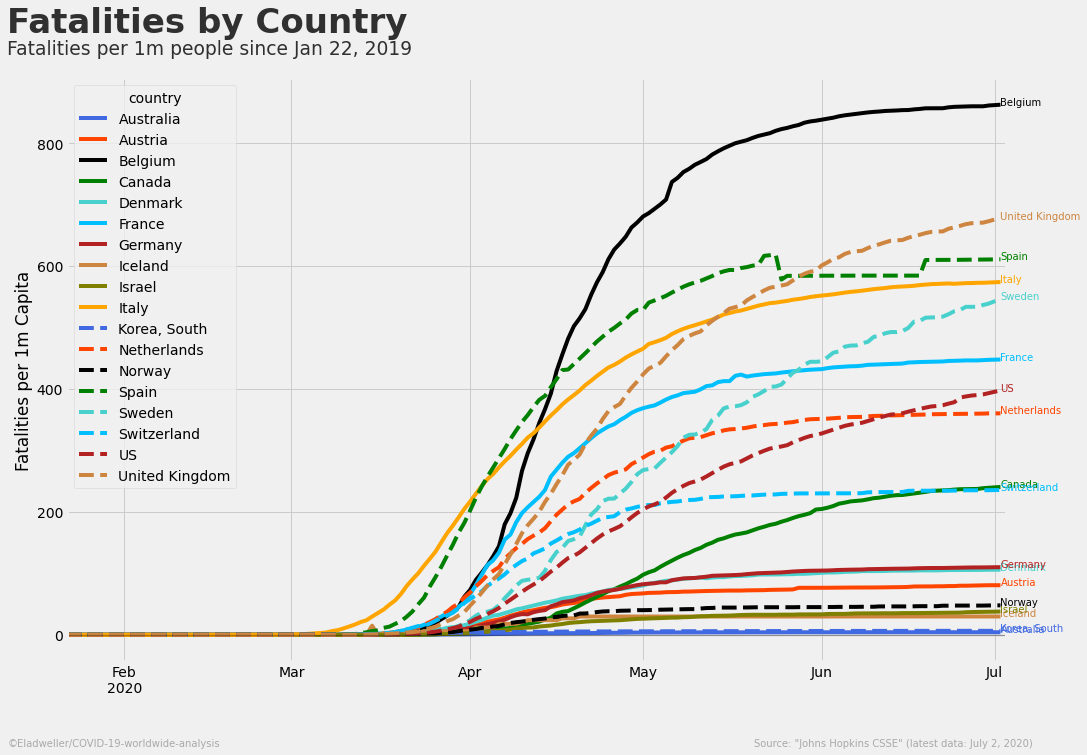 Fatalities by Country
Fatalities per 1m people since Jan 22, 2019
country
Australia
Austria
Belgium
Canada
Denmark
France
Germany
Iceland
Israel
Italy
Korea, South
Netherlands
Norway
Spain
Sweden
Switzerland
US
United Kingdom
Fatalities per 1m Capita
800
600
400
200
0
Belgium
United Kingdom
Spain
Italy
Sweden
France
US
Netherlands
Canada
Switzerland
Germany
Denmark
Austria
Norway
Israel
Iceland
Korea, South
Australia
Feb
2020
Mar
Apr
May
Jun
Jul
©Eladweller/COVID-19-worldwide-analysis
Source: "Johns Hopkins CSSE" (latest data: July 2, 2020)